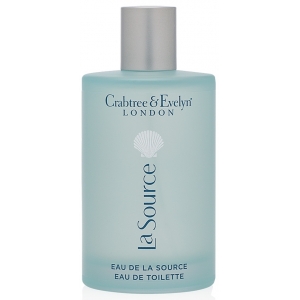 Crabtree & Evelyn®
LONDON
La Source
EAU DE LA SOURCE
EAU DE TOILETTE